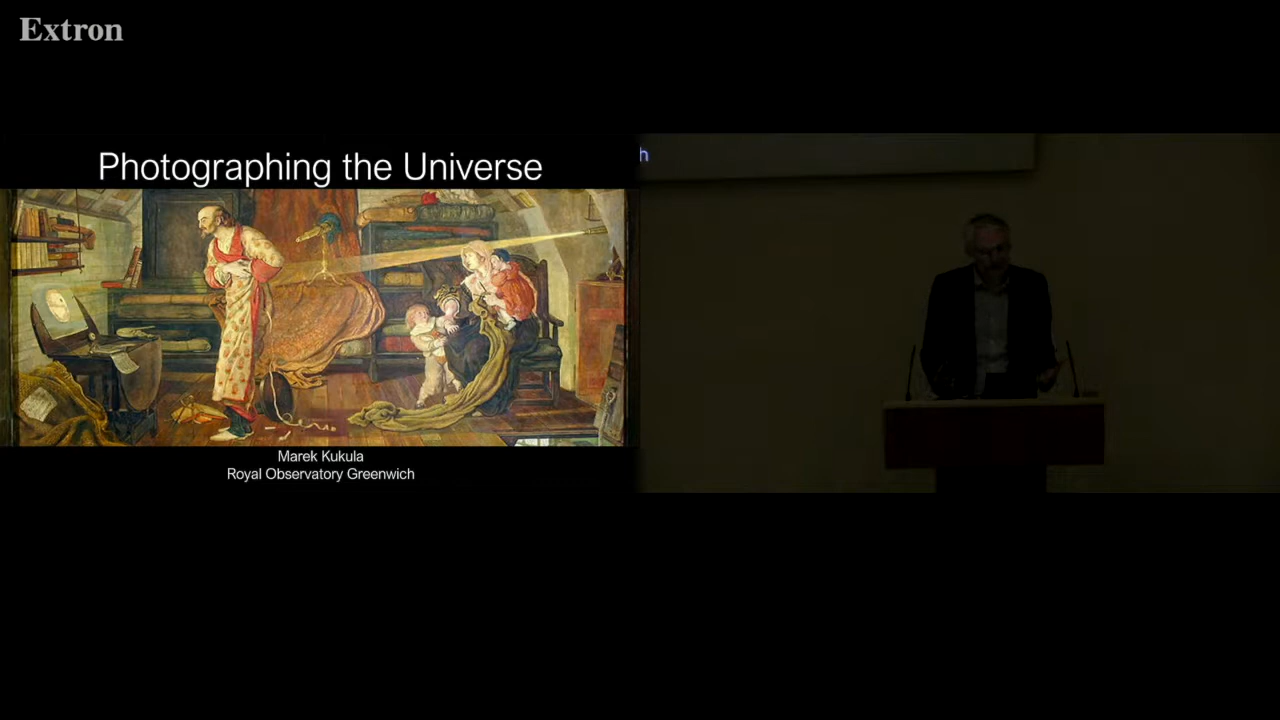 Extron
Photographing the Universe
h
Marek Kukula
Royal Observatory Greenwich